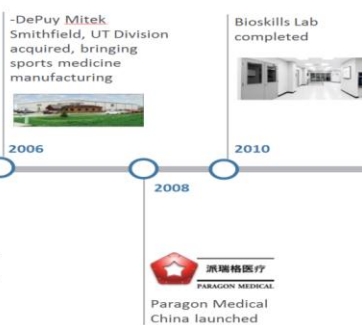 -DePuy Mitek
Smithfield, UT Division
acquired, bringing
sports medicine
manufacturing
2006
Bioskills Lab
completed
2010
2008
派瑞格医疗
PARAGON MEDICAL
Paragon Medical
China launched